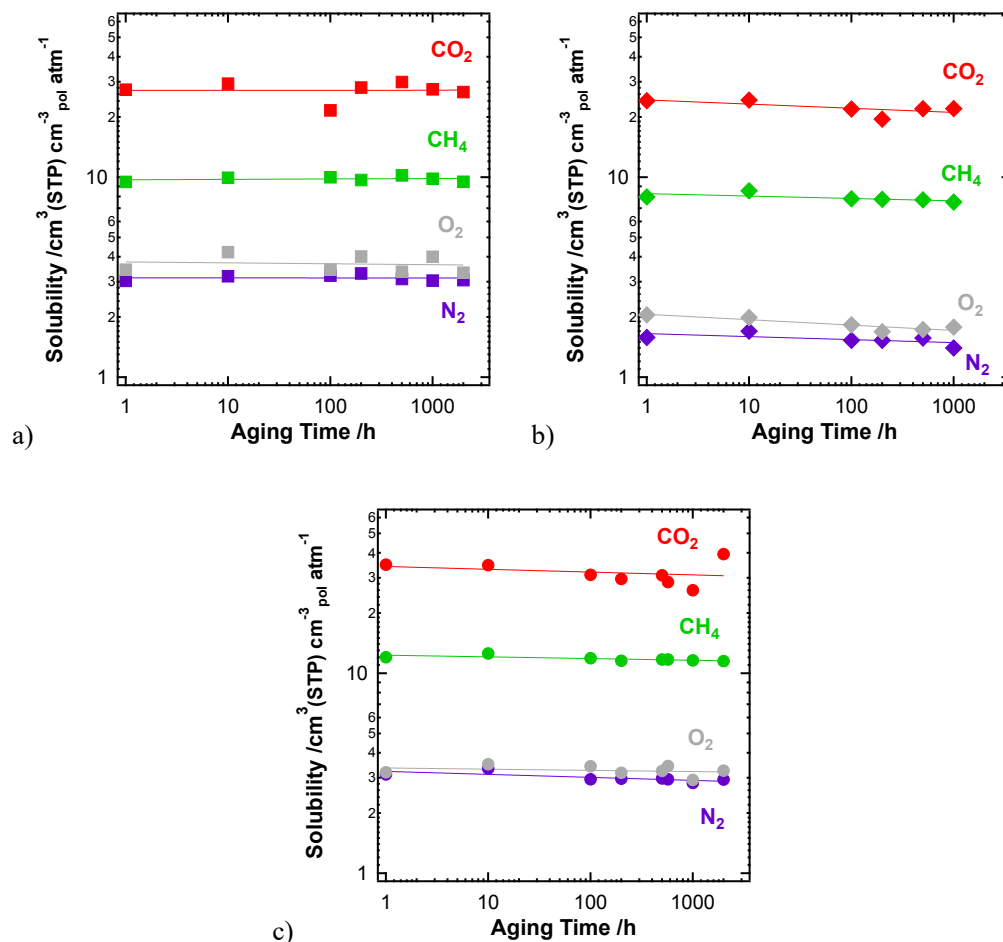 Solubility /cm³(STP) cm⁻³pol atm⁻¹
6
5
4
3
2
10
6
5
4
3
2
1
CO₂
CH₄
O₂
N₂
1
10
100
1000
Aging Time /h
a)
Solubility /cm³(STP) cm⁻³pol atm⁻¹
6
5
4
3
2
10
6
5
4
3
2
1
CO₂
CH₄
O₂
N₂
1
10
100
1000
Aging Time /h
b)
Solubility /cm³(STP) cm⁻³pol atm⁻¹
6
5
4
3
2
10
6
5
4
3
2
1
CO₂
CH₄
O₂
N₂
1
10
100
1000
Aging Time /h
c)